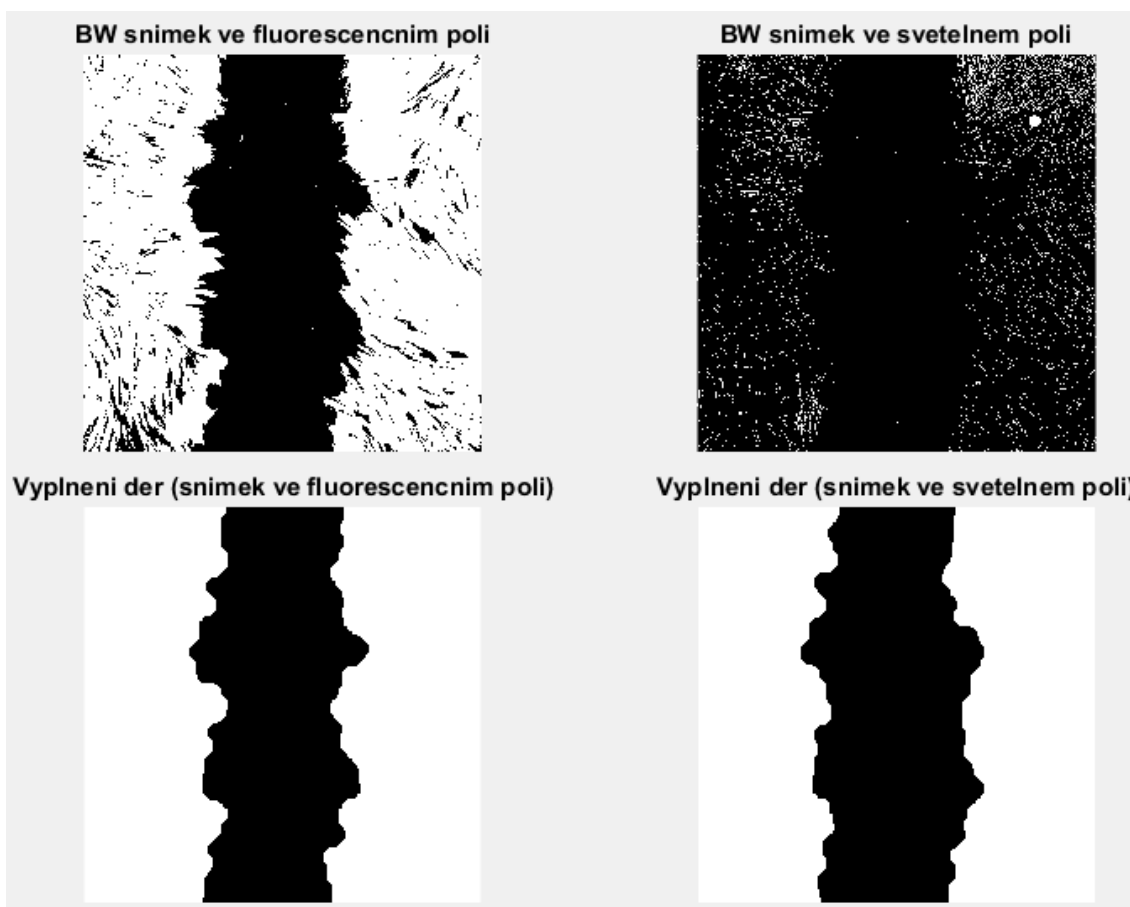 BW snimek ve fluorescencnim poli
BW snimek ve svetelnem poli
Vyplneni der (snimek ve fluorescencnim poli)
Vyplneni der (snimek ve svetelnem poli)